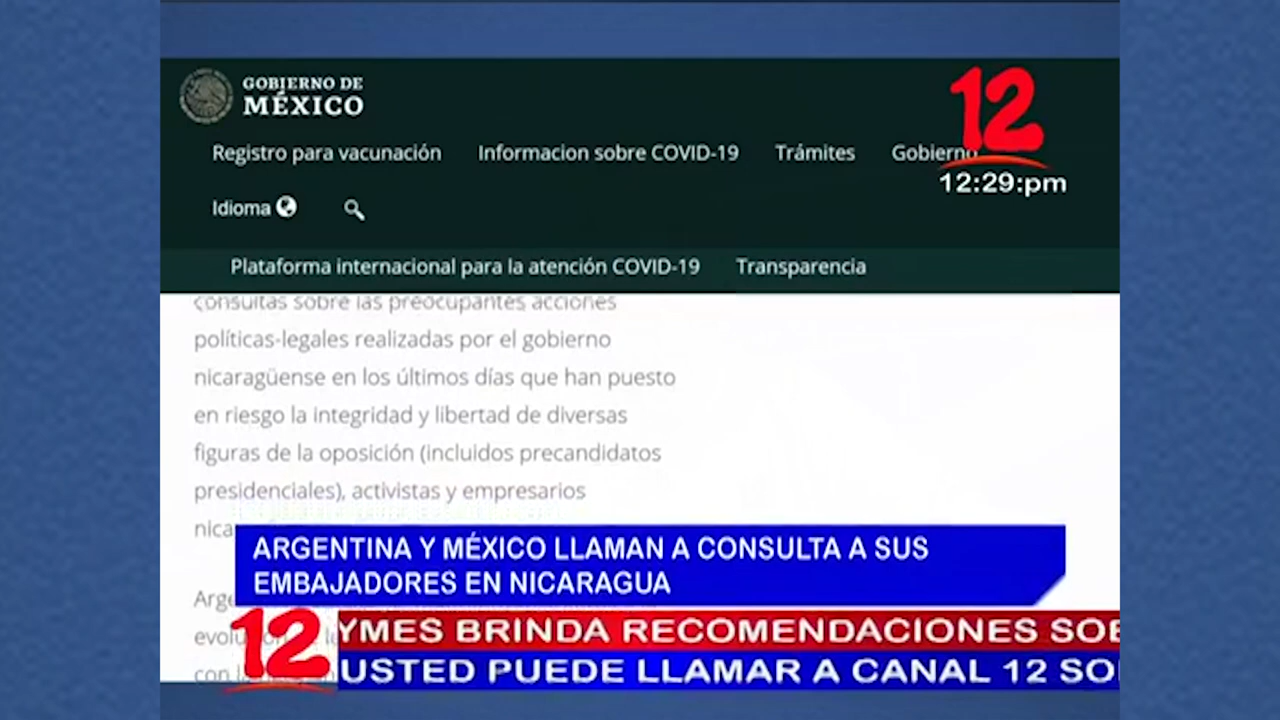 GOBIERNO DE
MÉXICO
12
Registro para vacunación Informacion sobre COVID-19 Trámites Gobierno
12:29:pm
Idioma
Plataforma internacional para la atención COVID-19 Transparencia
consultas sobre las preocupantes acciones
políticas-legales realizadas por el gobierno
nicaragüense en los últimos días que han puesto
en riesgo la integridad y libertad de diversas
figuras de la oposición (incluidos precandidatos
presidenciales), activistas y empresarios
ARGENTINA Y MÉXICO LLAMAN A CONSULTA A SUS
EMBAJADORES EN NICARAGUA
12
YMES BRINDA RECOMENDACIONES
USTED PUEDE LLAMAR A CANAL 12
con